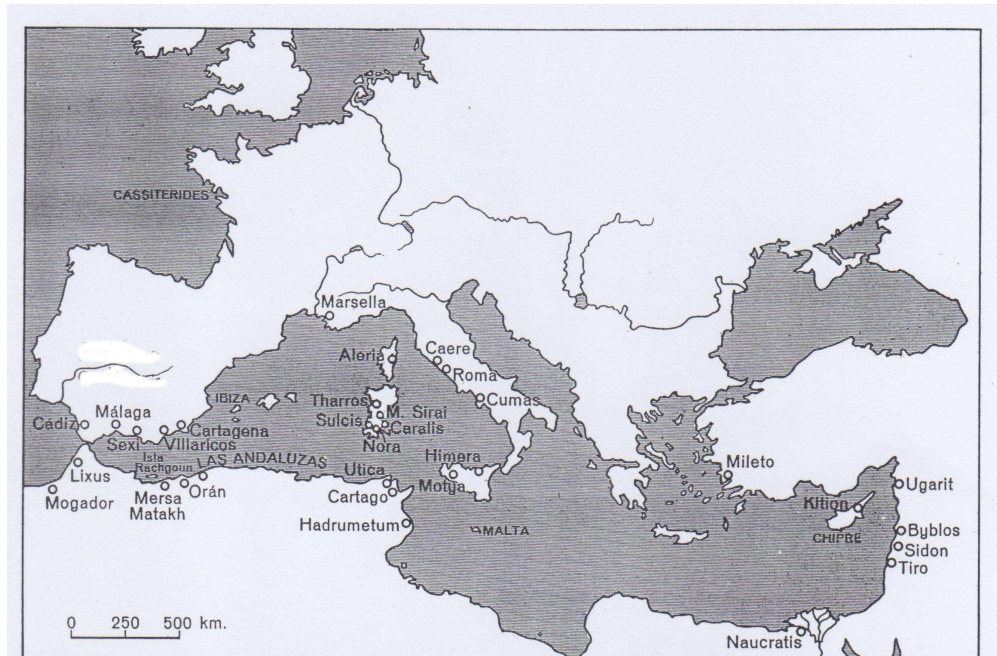 CASSITERIDES
Marsella
Aleria
Caere
Roma
IBIZA
Tharros
Cumas
Málaga
M. Sirai
Sulcis
Cádiz
Cartagena
Caralis
Sexi
Villaricos
Nora
Isla
Rachgoun
LAS ANDALUZAS
Himera
Utica
Motya
Mileto
Lixus
Orán
Ugarit
Mogador
Mersa
Matakh
Cartago
Kition
Hadrumetum
MALTA
CHIPRE
Byblos
Sidon
Tiro
0 250 500 km.
Naucratis